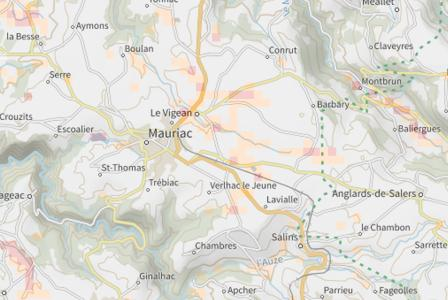 Aymons
la Besse
Boulan
Conrut
Claveyres
Serre
Montbrun
Barbary
Crouzits
Le Vigean
Escoalier
Mauriac
Baliergues
St-Thomas
Trébiac
Verlhac le Jeune
Anglards-de-Salers
Lavialle
le Chambon
Salins
Chambres
Sarrette
l'Auze
Ginalhac
Apcher
Parrieu
Fageolles